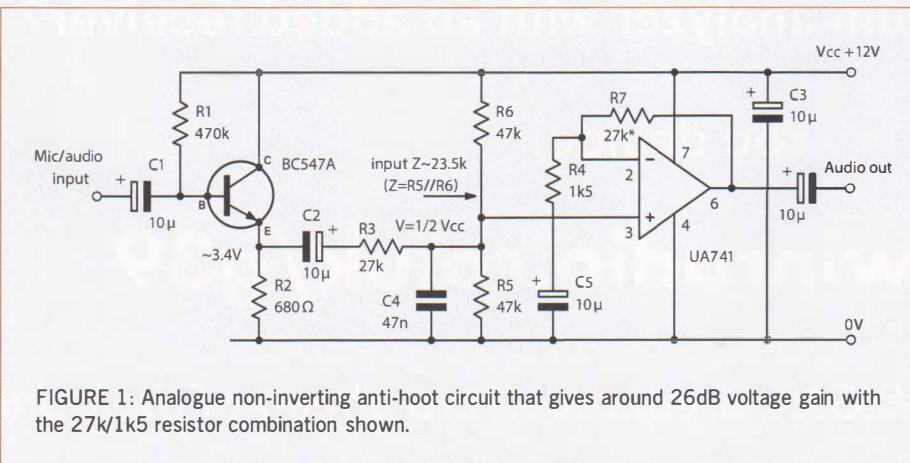 Vcc +12V
R1
470k
R6
47k
R7
27k*
C3
10µ
+
Mic/audio
input
C1
+
10µ
BC547A
C
B
E
input Z~23.5k
(Z=R5//R6)
R4
1k5
−
2
7
+
3
4
6
UA741
Audio out
+
10µ
~3.4V
C2
+
10µ
R3
27k
V=1/2 Vcc
R2
680Ω
C4
47n
R5
47k
+
C5
10µ
0V
FIGURE 1: Analogue non-inverting anti-hoot circuit that gives around 26dB voltage gain with
the 27k/1k5 resistor combination shown.